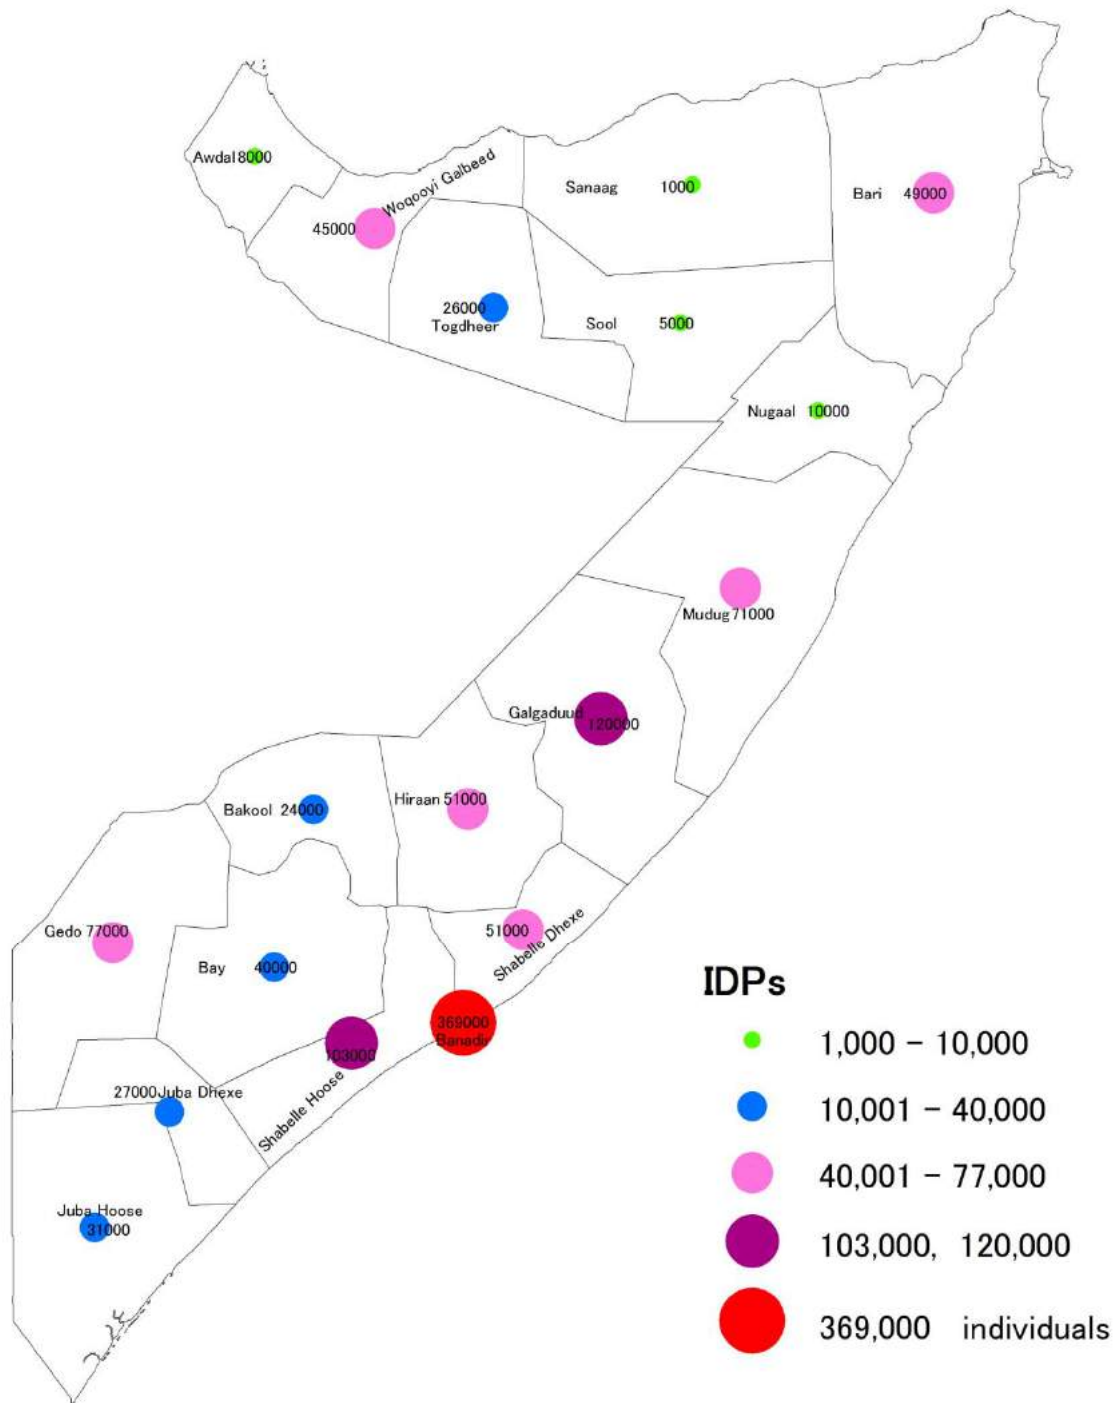 Awdal 8000
Woqooyi Galbeed
45000
Sanaag 1000
Bari 49000
26000
Togdheer
Sool 5000
Nugaal 10000
Mudug 71000
Galgaduud
120000
Hiraan 51000
Bakool 24000
Gedo 77000
51000
Shabelle Dhexe
Bay 40000
369000
Banadir
103000
Shabelle Hoose
27000 Juba Dhexe
Juba Hoose
31000
IDPs
1,000 – 10,000
10,001 – 40,000
40,001 – 77,000
103,000, 120,000
369,000 individuals